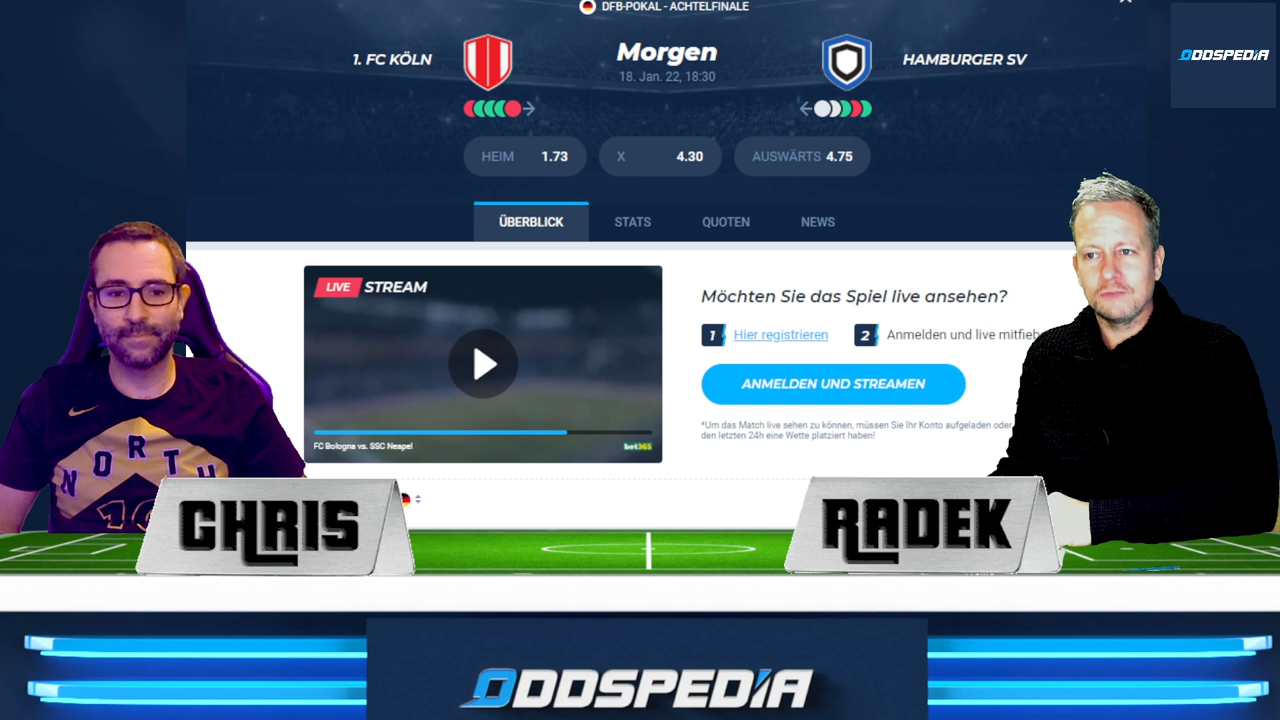 DFB-POKAL - ACHTELFINALE
1. FC KÖLN
Morgen
HAMBURGER SV
18. Jan. 22, 18:30
ODDSPEDIA
HEIM 1.73
X 4.30
AUSWÄRTS 4.75
ÜBERBLICK
STATS
QUOTEN
NEWS
LIVE STREAM
Möchten Sie das Spiel live ansehen?
1 Hier registrieren
2 Anmelden und live mitfieb
ANMELDEN UND STREAMEN
*Um das Match live sehen zu können, müssen Sie Ihr Konto aufgeladen oder
den letzten 24h eine Wette platziert haben!
FC Bologna vs. SSC Neapel
bet365
NORTH
CHRIS
RADEK
ODDSPEDIA